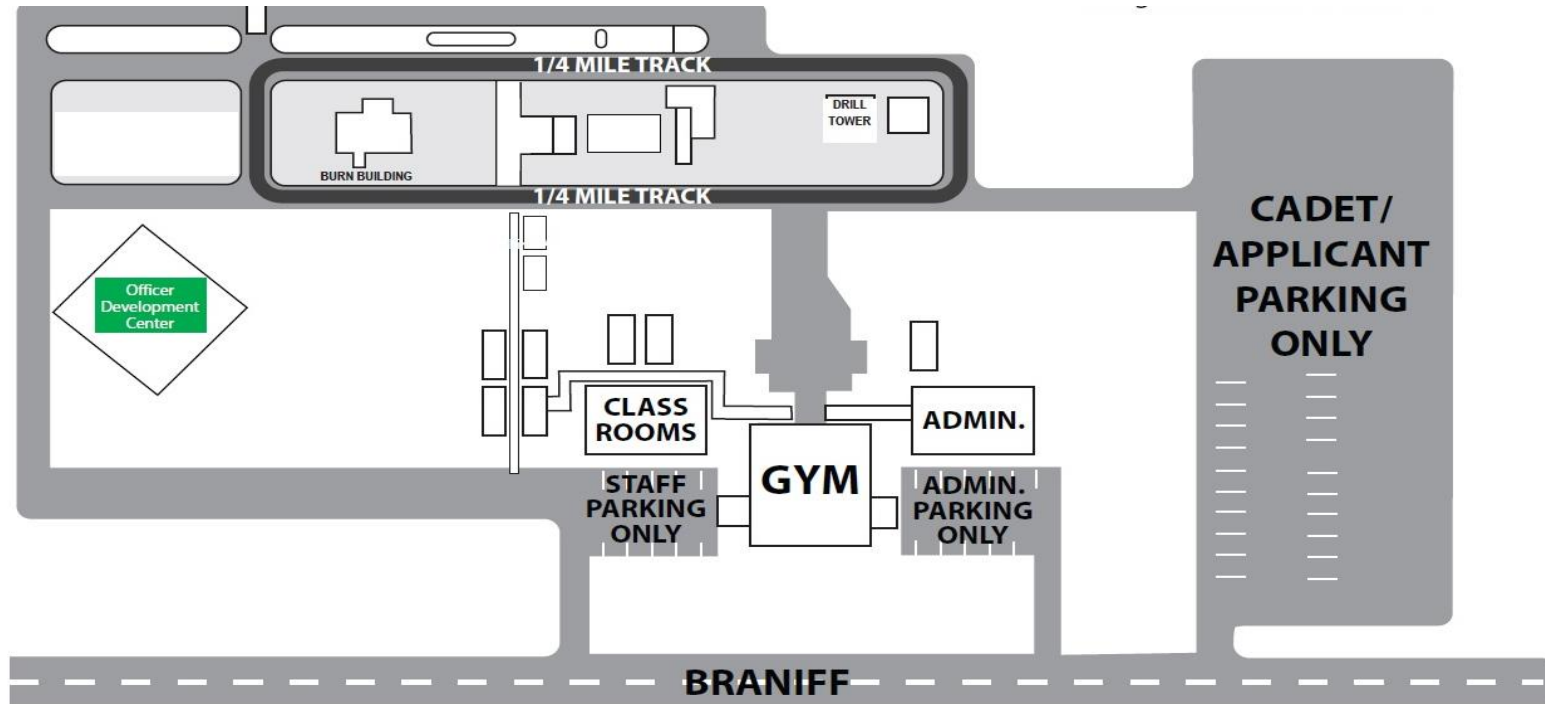 1/4 MILE TRACK
DRILL
TOWER
BURN BUILDING
1/4 MILE TRACK
CADET/
APPLICANT
PARKING
ONLY
Officer
Development
Center
CLASS
ROOMS
ADMIN.
GYM
STAFF
PARKING
ONLY
ADMIN.
PARKING
ONLY
BRANIFF